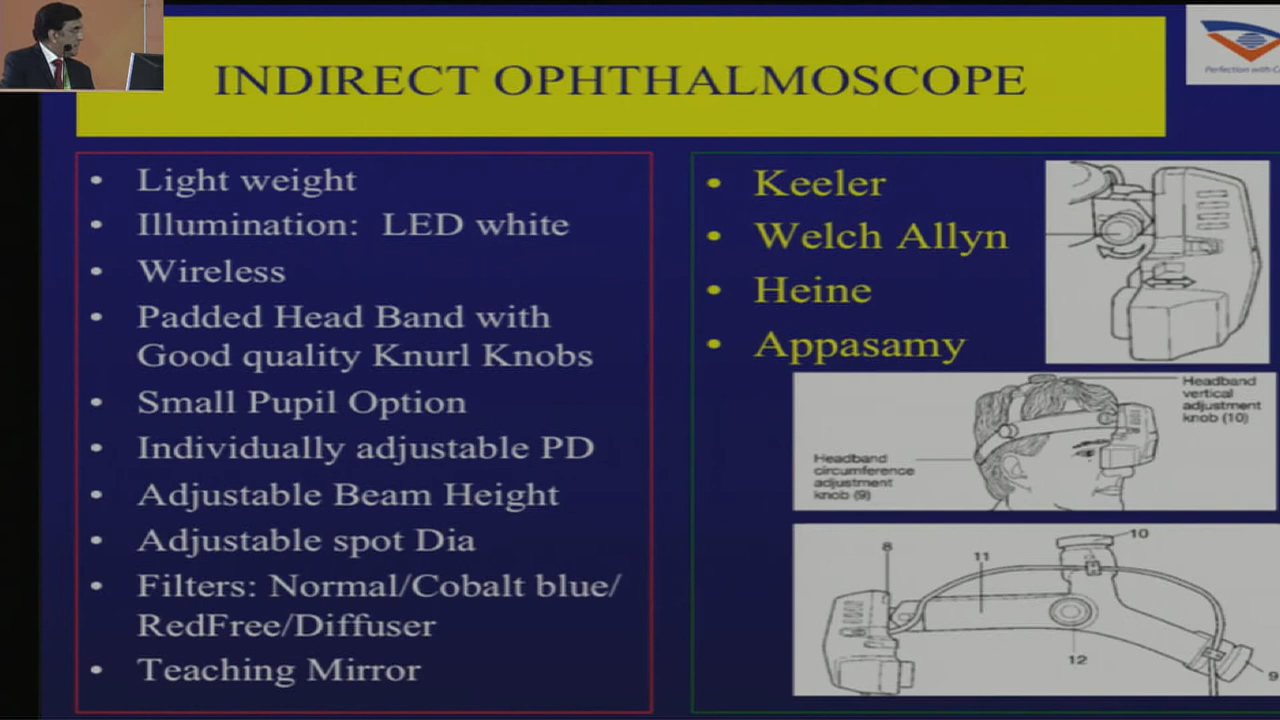 INDIRECT OPHTHALMOSCOPE
Perfection with
• Light weight
• Illumination: LED white
• Wireless
• Padded Head Band with
Good quality Knurl Knobs
• Small Pupil Option
• Individually adjustable PD
• Adjustable Beam Height
• Adjustable spot Dia
• Filters: Normal/Cobalt blue/
RedFree/Diffuser
• Teaching Mirror
• Keeler
• Welch Allyn
• Heine
• Appasamy
Headband
vertical
adjustment
knob (10)
Headband
circumference
adjustment
knob (9)
8
11
10
12
9